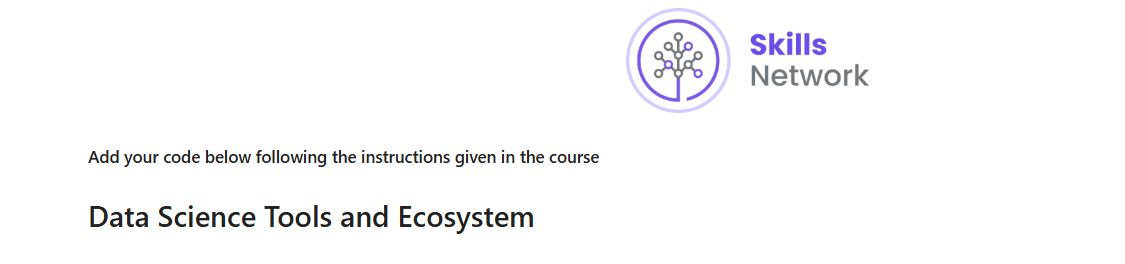 Skills
Network
Add your code below following the instructions given in the course
Data Science Tools and Ecosystem